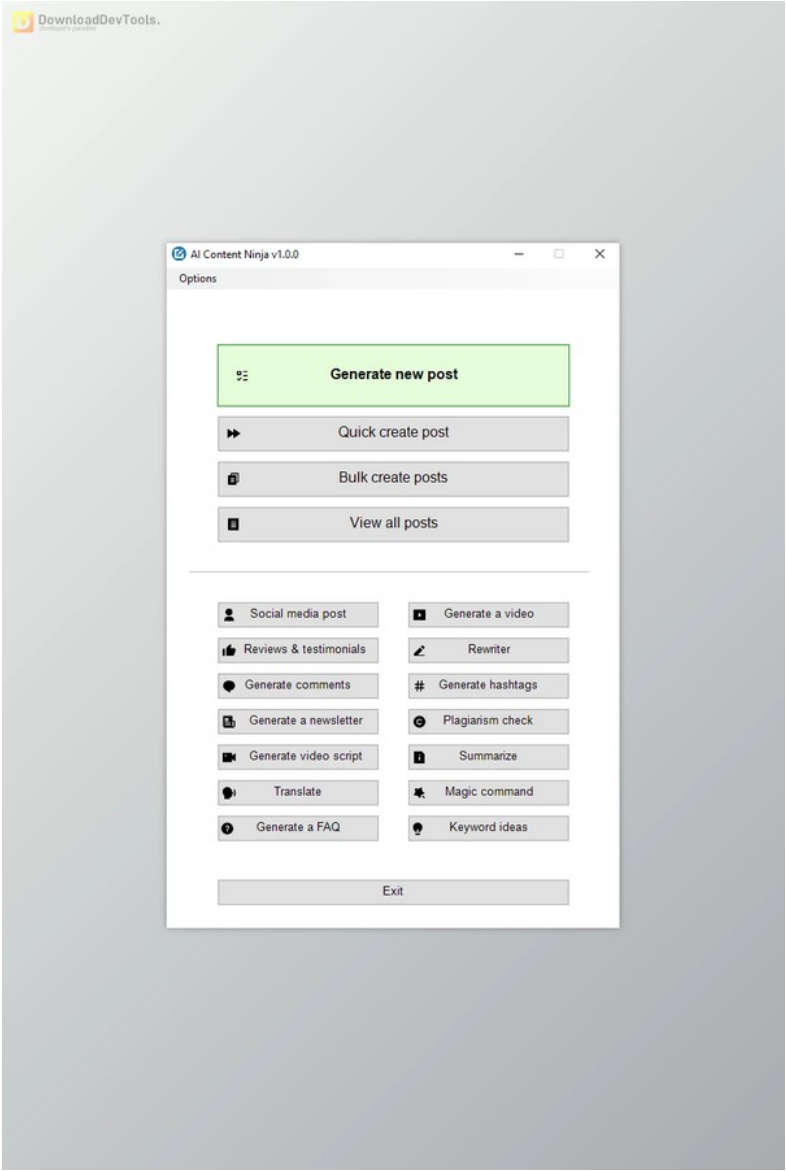 DownloadDevTools.
developer's paradise
AI Content Ninja v1.0.0
Options
Generate new post
Quick create post
Bulk create posts
View all posts
Social media post
Generate a video
Reviews & testimonials
Rewriter
Generate comments
Generate hashtags
Generate a newsletter
Plagiarism check
Generate video script
Summarize
Translate
Magic command
Generate a FAQ
Keyword ideas
Exit